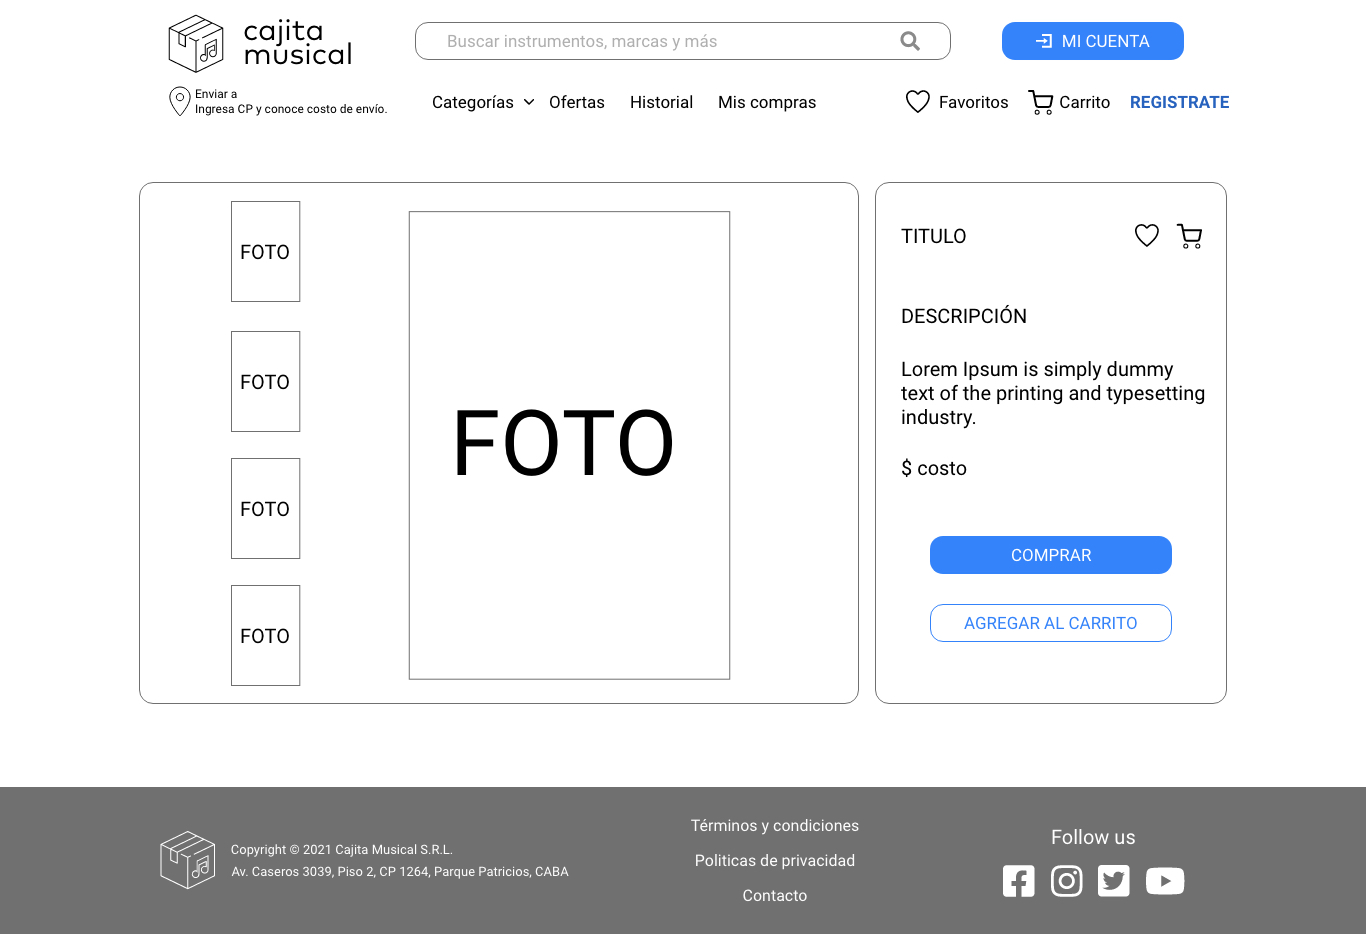 cajita
musical
Buscar instrumentos, marcas y más
MI CUENTA
Enviar a
Ingresa CP y conoce costo de envío.
Categorías
Ofertas
Historial
Mis compras
Favoritos
Carrito
REGISTRATE
FOTO
FOTO
FOTO
FOTO
FOTO
TITULO
DESCRIPCIÓN
Lorem Ipsum is simply dummy
text of the printing and typesetting
industry.
$ costo
COMPRAR
AGREGAR AL CARRITO
Copyright © 2021 Cajita Musical S.R.L.
Av. Caseros 3039, Piso 2, CP 1264, Parque Patricios, CABA
Términos y condiciones
Politicas de privacidad
Contacto
Follow us